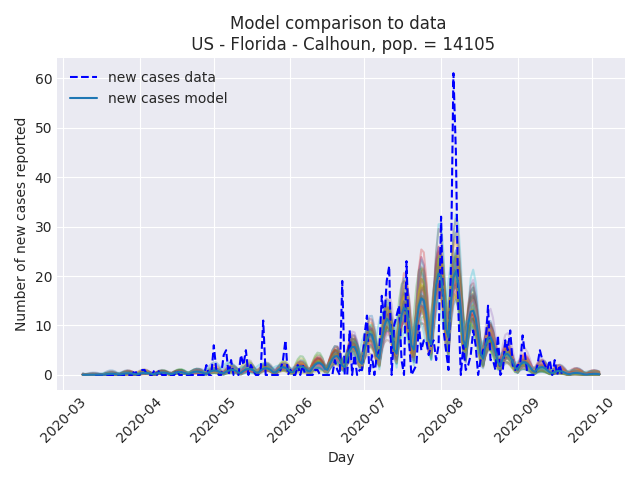 Model comparison to data
US - Florida - Calhoun, pop. = 14105
new cases data
new cases model
Number of new cases reported
60
50
40
30
20
10
0
2020-03
2020-04
2020-05
2020-06
2020-07
2020-08
2020-09
2020-10
Day